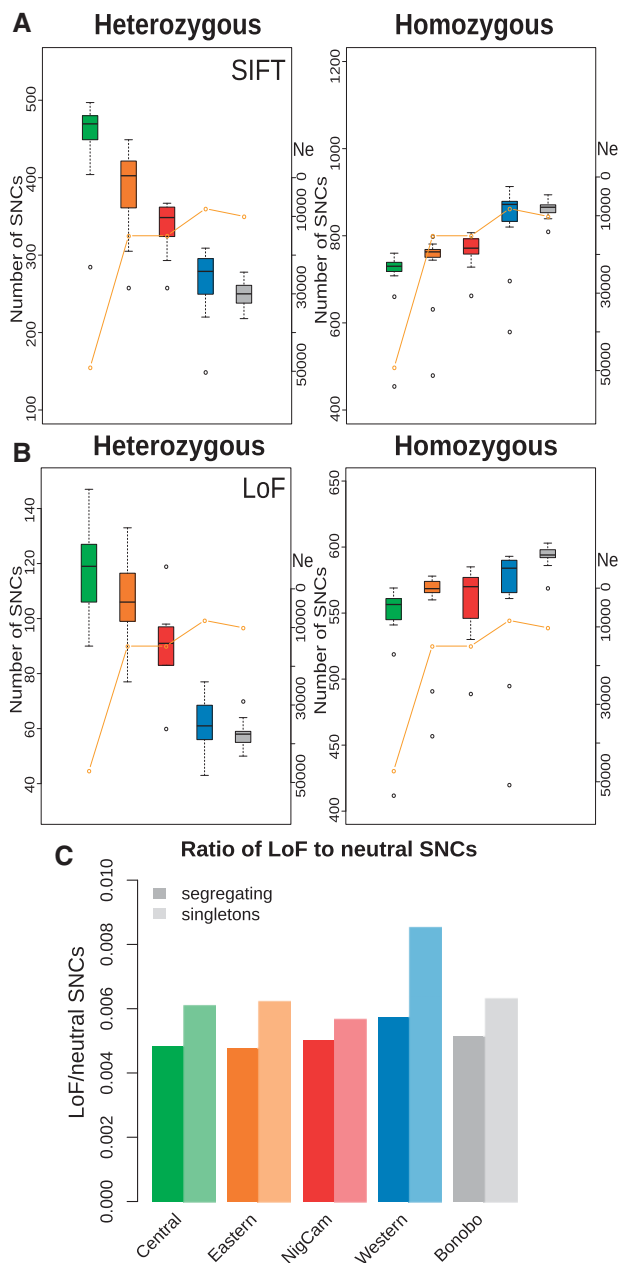 A
Heterozygous
Homozygous
SIFT
Number of SNCs
100
200
300
400
500
Ne
0
10000
30000
50000
Number of SNCs
400
600
800
1000
1200
Ne
0
10000
30000
50000
B
Heterozygous
Homozygous
LoF
Number of SNCs
40
60
80
100
120
140
Ne
0
10000
30000
50000
Number of SNCs
400
450
500
550
600
650
Ne
0
10000
30000
50000
C
Ratio of LoF to neutral SNCs
segregating
singletons
LoF/neutral SNCs
0.000
0.002
0.004
0.006
0.008
0.010
Central
Eastern
NigCam
Western
Bonobo